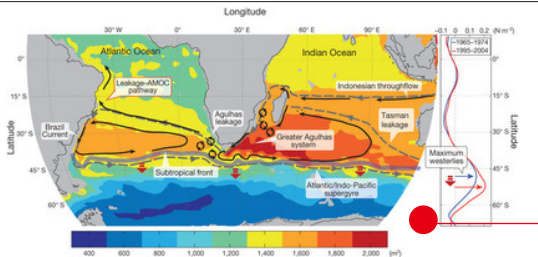 Longitude
30° W
0°
30° E
60° E
90° E
(N·m⁻²)
-0.1 0 0.1 0.2
1965–1974
1995–2004
Atlantic Ocean
Indian Ocean
0°
15° S
30° S
45° S
60° S
Latitude
Leakage–AMOC
pathway
Agulhas
leakage
Indonesian throughflow
Tasman
leakage
Brazil
Current
Greater Agulhas
system
Subtropical front
Atlantic/Indo-Pacific
supergyre
Maximum
westerlies
0°
15° S
30° S
45° S
60° S
Latitude
400 600 800 1,000 1,200 1,400 1,600 1,800 2,000 (m²)